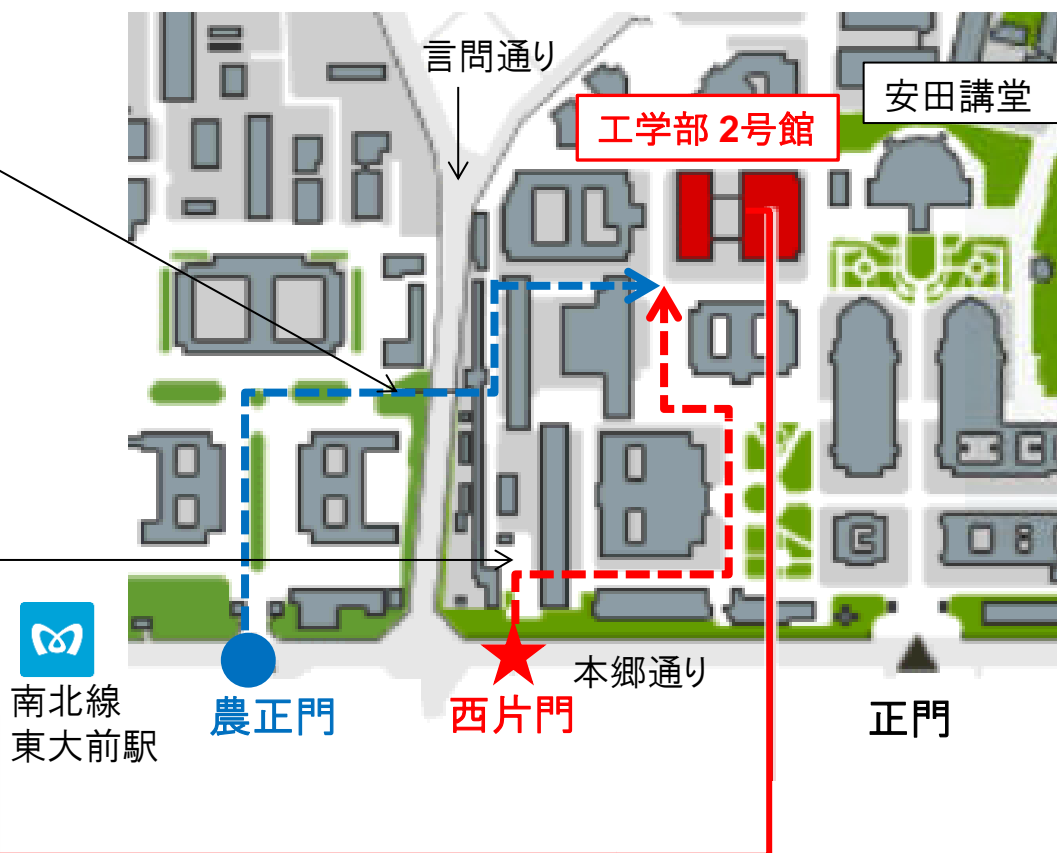 言問通り
安田講堂
工学部 2号館
南北線
東大前駅
農正門
西片門
本郷通り
正門